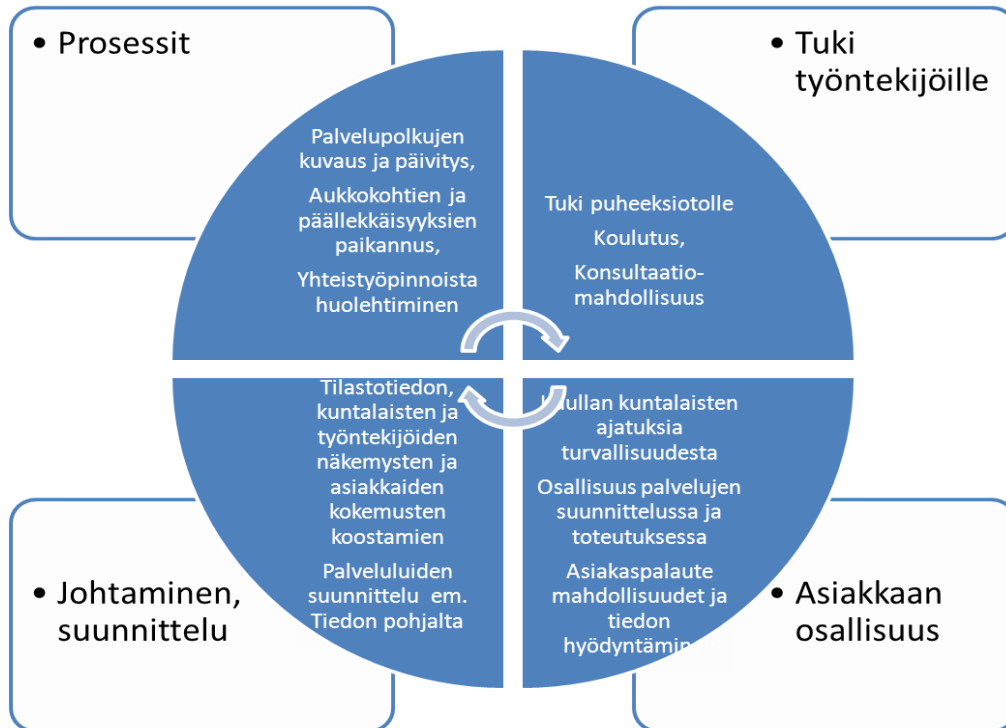 • Prosessit
Palvelupolkujen
kuvaus ja päivitys,
Aukkokohtien ja
päällekkäisyyksien
paikannus,
Yhteistyöpinnoista
huolehtiminen
• Tuki
työntekijöille
Tuki puheeksiotolle
Koulutus,
Konsultaatio-
mahdollisuus
Tilastotiedon,
kuntalaisten ja
työntekijöiden
näkemysten ja
asiakkaiden
kokemusten
koostamien
Palveluluiden
suunnittelu em.
Tiedon pohjalta
• Johtaminen,
suunnittelu
kuntalaisten
ajatuksia
turvallisuudesta
Osallisuus palvelujen
suunnittelussa ja
toteutuksessa
Asiakaspalaute
mahdollisuudet ja
tiedon
• Asiakkaan
osallisuus